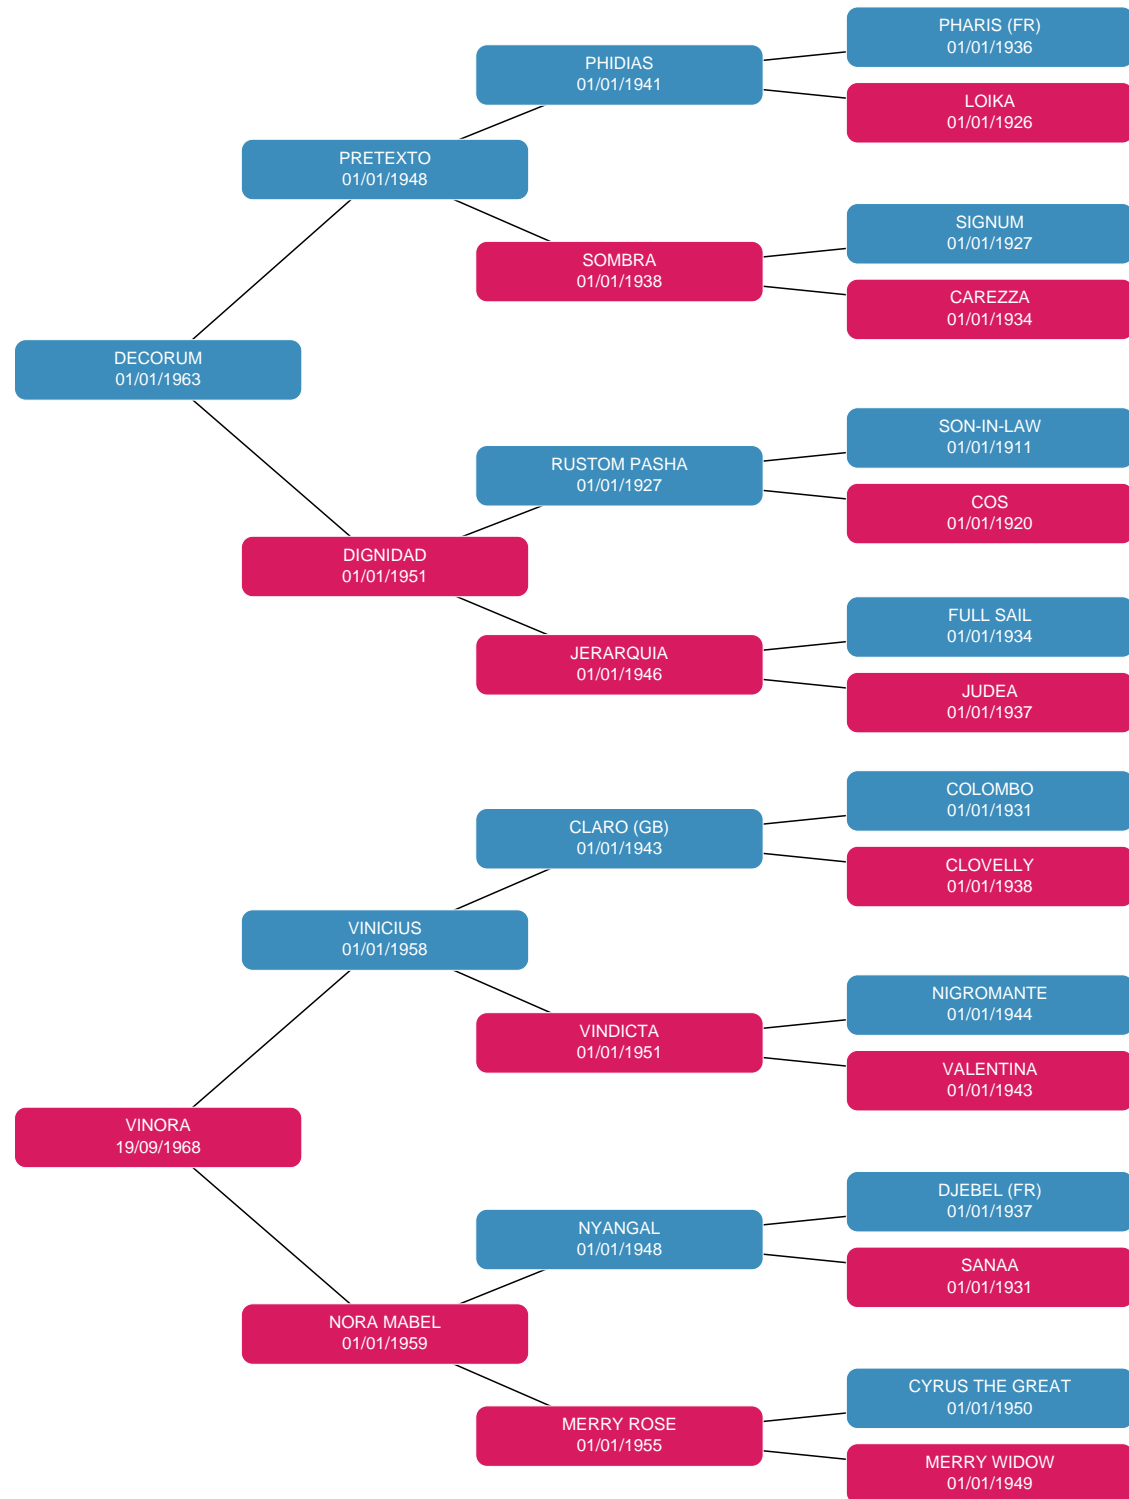 PHARIS (FR)
01/01/1936
PHIDIAS
01/01/1941
LOIKA
01/01/1926
PRETEXTO
01/01/1948
SIGNUM
01/01/1927
SOMBRA
01/01/1938
CAREZZA
01/01/1934
DECORUM
01/01/1963
SON-IN-LAW
01/01/1911
RUSTOM PASHA
01/01/1927
COS
01/01/1920
DIGNIDAD
01/01/1951
FULL SAIL
01/01/1934
JERARQUIA
01/01/1946
JUDEA
01/01/1937
COLOMBO
01/01/1931
CLARO (GB)
01/01/1943
CLOVELLY
01/01/1938
VINICIUS
01/01/1958
NIGROMANTE
01/01/1944
VINDICTA
01/01/1951
VALENTINA
01/01/1943
VINORA
19/09/1968
DJEBEL (FR)
01/01/1937
NYANGAL
01/01/1948
SANAA
01/01/1931
NORA MABEL
01/01/1959
CYRUS THE GREAT
01/01/1950
MERRY ROSE
01/01/1955
MERRY WIDOW
01/01/1949